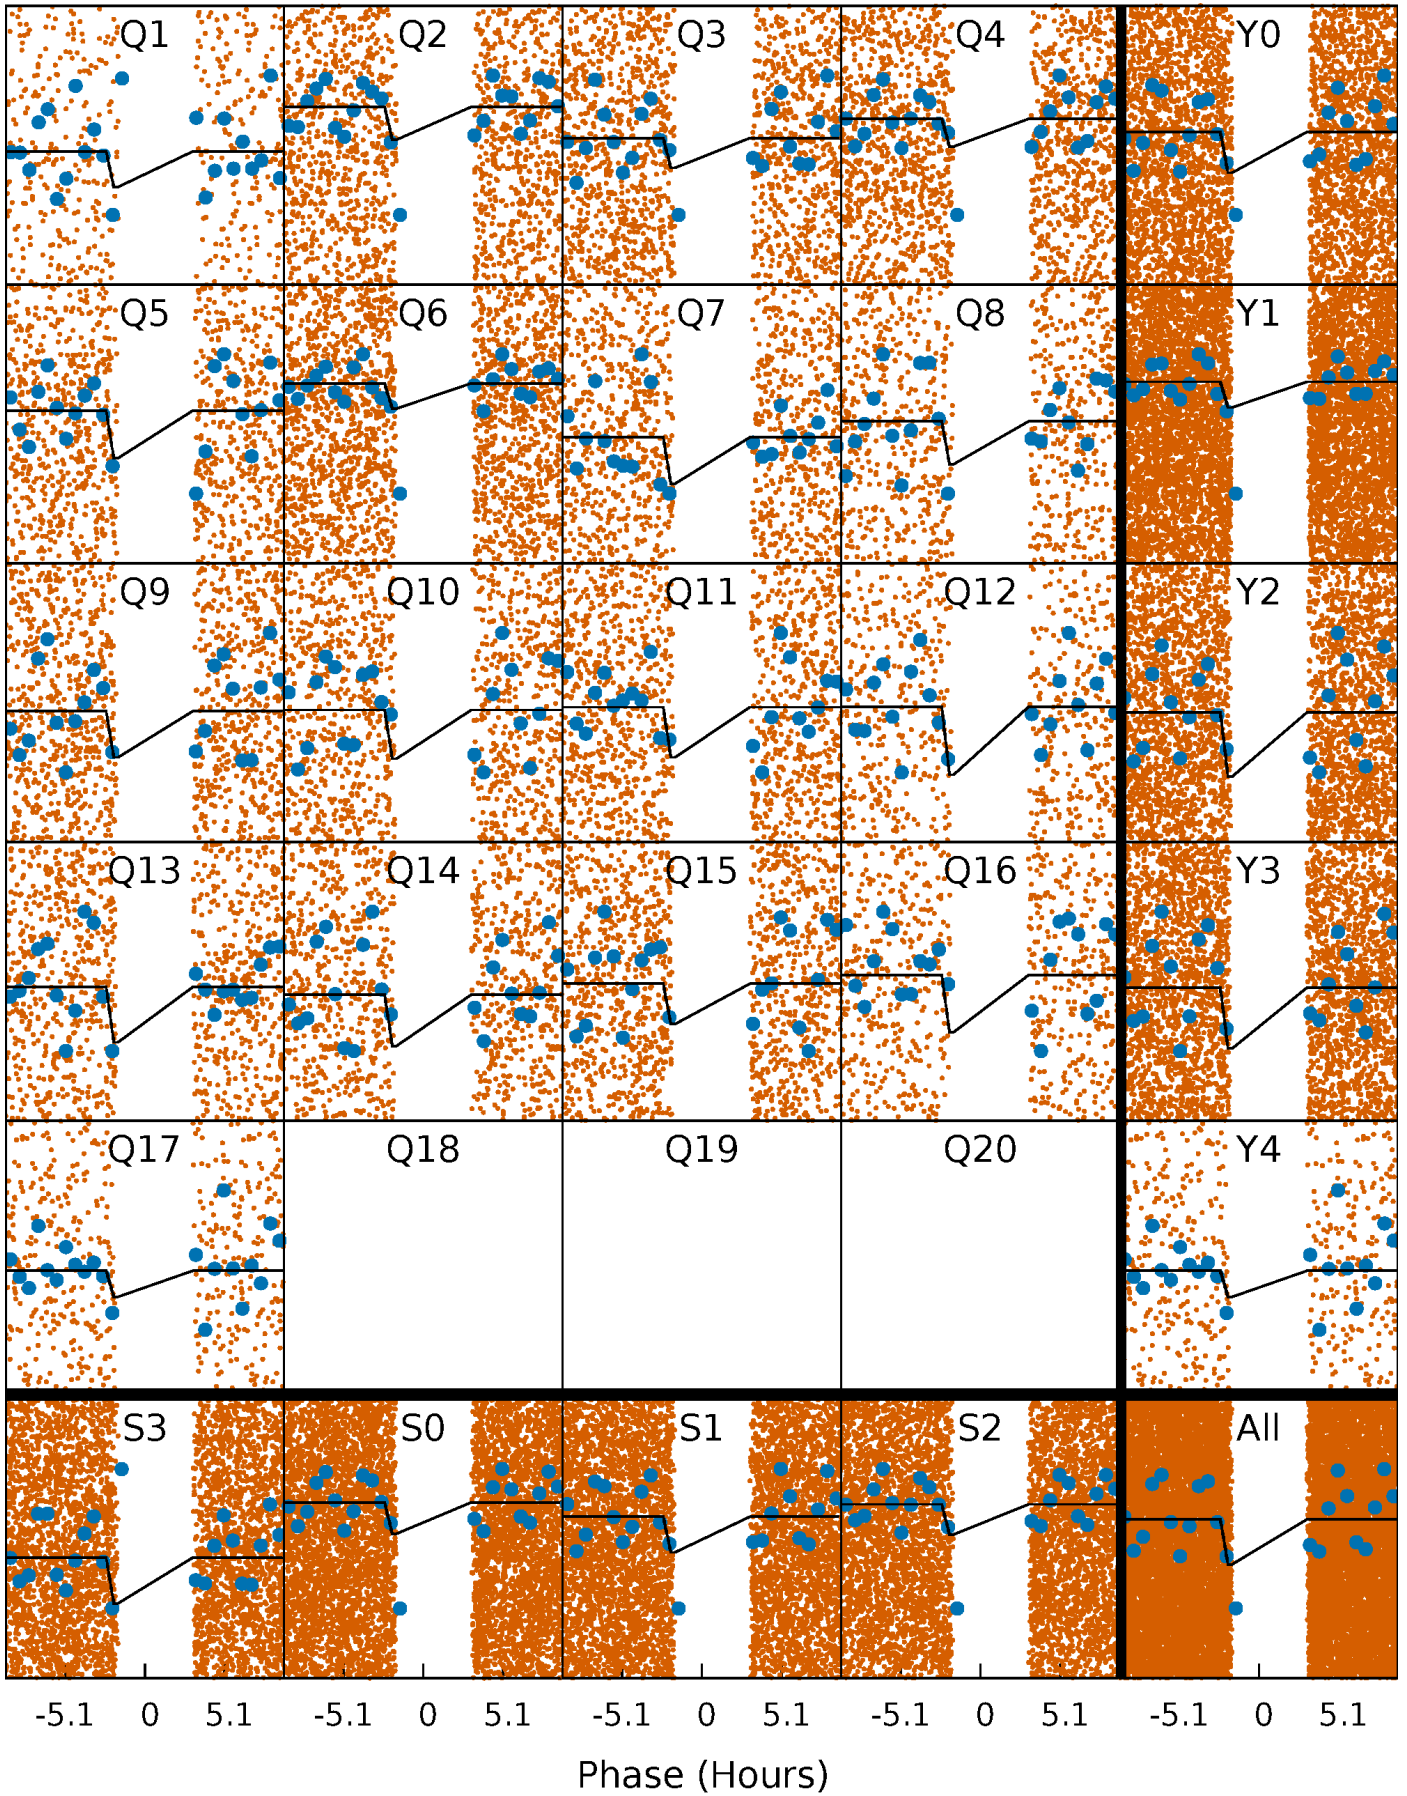 Q1 Q2 Q3 Q4 Y0
Q5 Q6 Q7 Q8 Y1
Q9 Q10 Q11 Q12 Y2
Q13 Q14 Q15 Q16 Y3
Q17 Q18 Q19 Q20 Y4
S3 S0 S1 S2 All
-5.1 0 5.1 -5.1 0 5.1 -5.1 0 5.1 -5.1 0 5.1 -5.1 0 5.1
Phase (Hours)